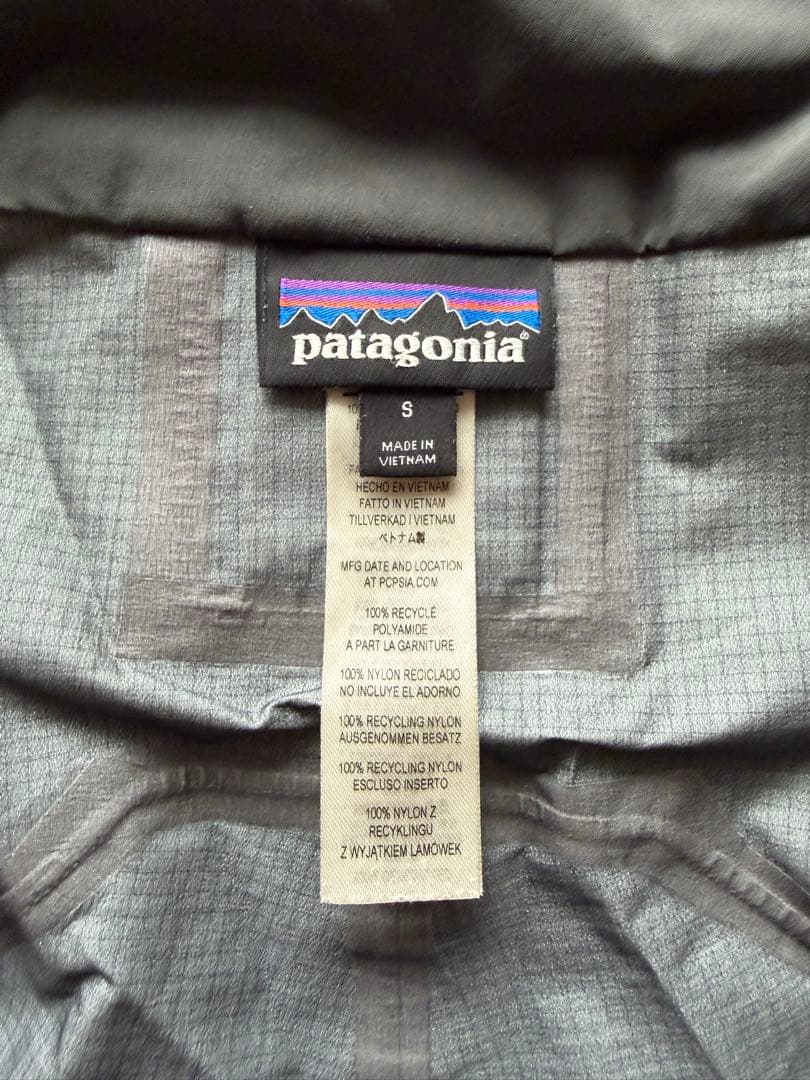 patagonia®
S
MADE IN
VIETNAM
HECHO EN VIETNAM
FATTO IN VIETNAM
TILLVERKAD I VIETNAM
ベトナム製
MFG DATE AND LOCATION
AT PCPSIA.COM
100% RECYCLÉ
POLYAMIDE
A PART LA GARNITURE
100% NYLON RECICLADO
NO INCLUYE EL ADORNO
100% RECYCLING NYLON
AUSGENOMMEN BESATZ
100% RECYCLING NYLON
ESCLUSO INSERTO
100% NYLON Z
RECYKLINGU
Z WYJĄTKIEM LAMÓWEK